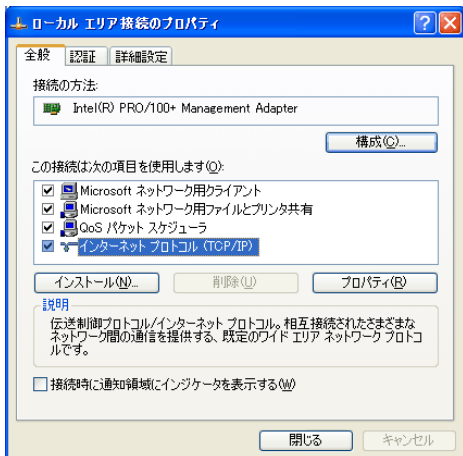 ローカル エリア接続のプロパティ
全般 認証 詳細設定
接続の方法:
Intel(R) PRO/100+ Management Adapter
構成(C)...
この接続は次の項目を使用します(O):
Microsoft ネットワーク用クライアント
Microsoft ネットワーク用ファイルとプリンタ共有
QoS パケット スケジューラ
インターネット プロトコル (TCP/IP)
インストール(N)... 削除(U) プロパティ(R)
説明
伝送制御プロトコル/インターネット プロトコル。相互接続されたさまざまな
ネットワーク間の通信を提供する、既定のワイド エリア ネットワーク プロトコ
ルです。
接続時に通知領域にインジケータを表示する(W)
閉じる キャンセル